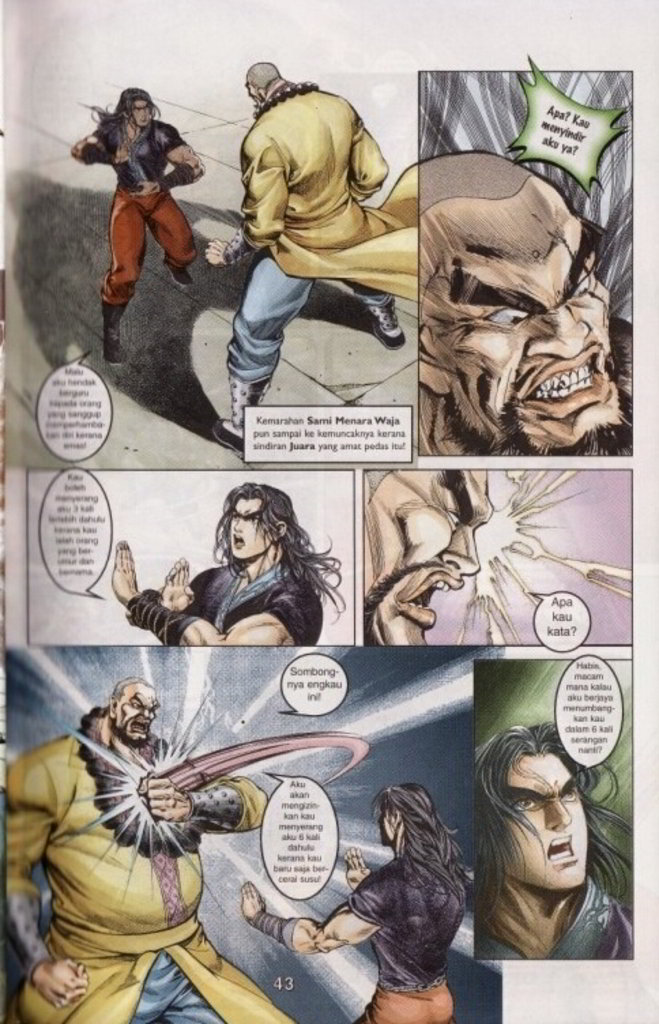 Apa? Kau
menyindir
aku ya?
Malu
aku hendak
berguru
kepada orang
yang sanggup
memperhamba-
kan diri kerana
emas!
Kemarahan Sami Menara Waja
pun sampai ke kemuncaknya kerana
sindiran Juara yang amat pedas itu!
Kau
boleh
menyerang
aku 3 kali
terlebih dahulu
kerana kau
ialah orang
yang ber-
umur dan
bernama.
Apa
kata?
Sombong-
nya engkau
ini!
Habis,
macam
mana kalau
aku berjaya
menumbang-
kan kau
dalam 6 kali
serangan
nanti?
Aku
akan
mengizin-
kan kau
menyerang
aku 6 kali
dahulu
kerana kau
baru saja ber-
cerai susu!
43